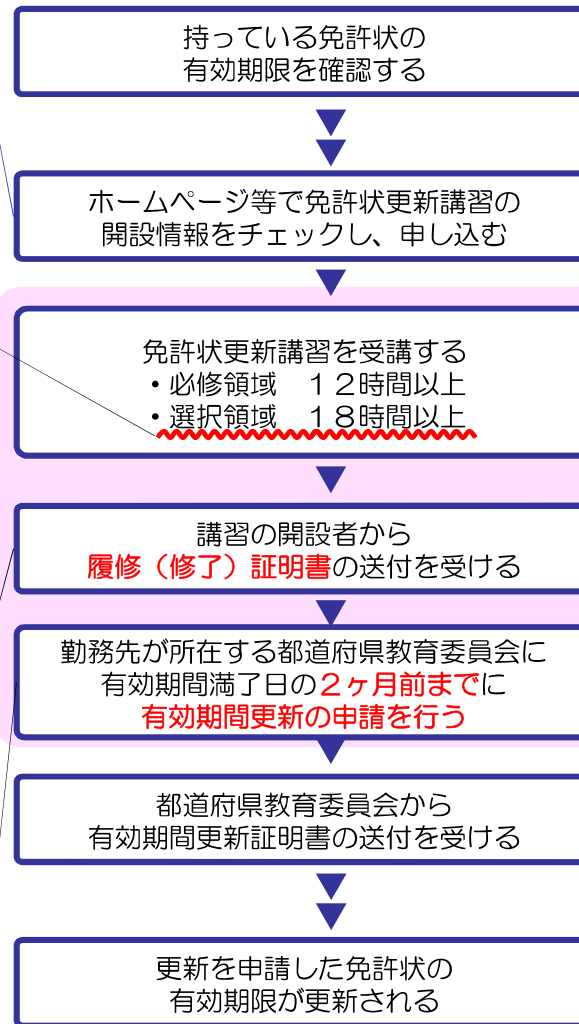 持っている免許状の
有効期限を確認する
ホームページ等で免許状更新講習の
開設情報をチェックし、申し込む
免許状更新講習を受講する
・必修領域　１２時間以上
・選択領域　１８時間以上
講習の開設者から
履修（修了）証明書の送付を受ける
勤務先が所在する都道府県教育委員会に
有効期間満了日の２ヶ月前までに
有効期間更新の申請を行う
都道府県教育委員会から
有効期間更新証明書の送付を受ける
更新を申請した免許状の
有効期限が更新される